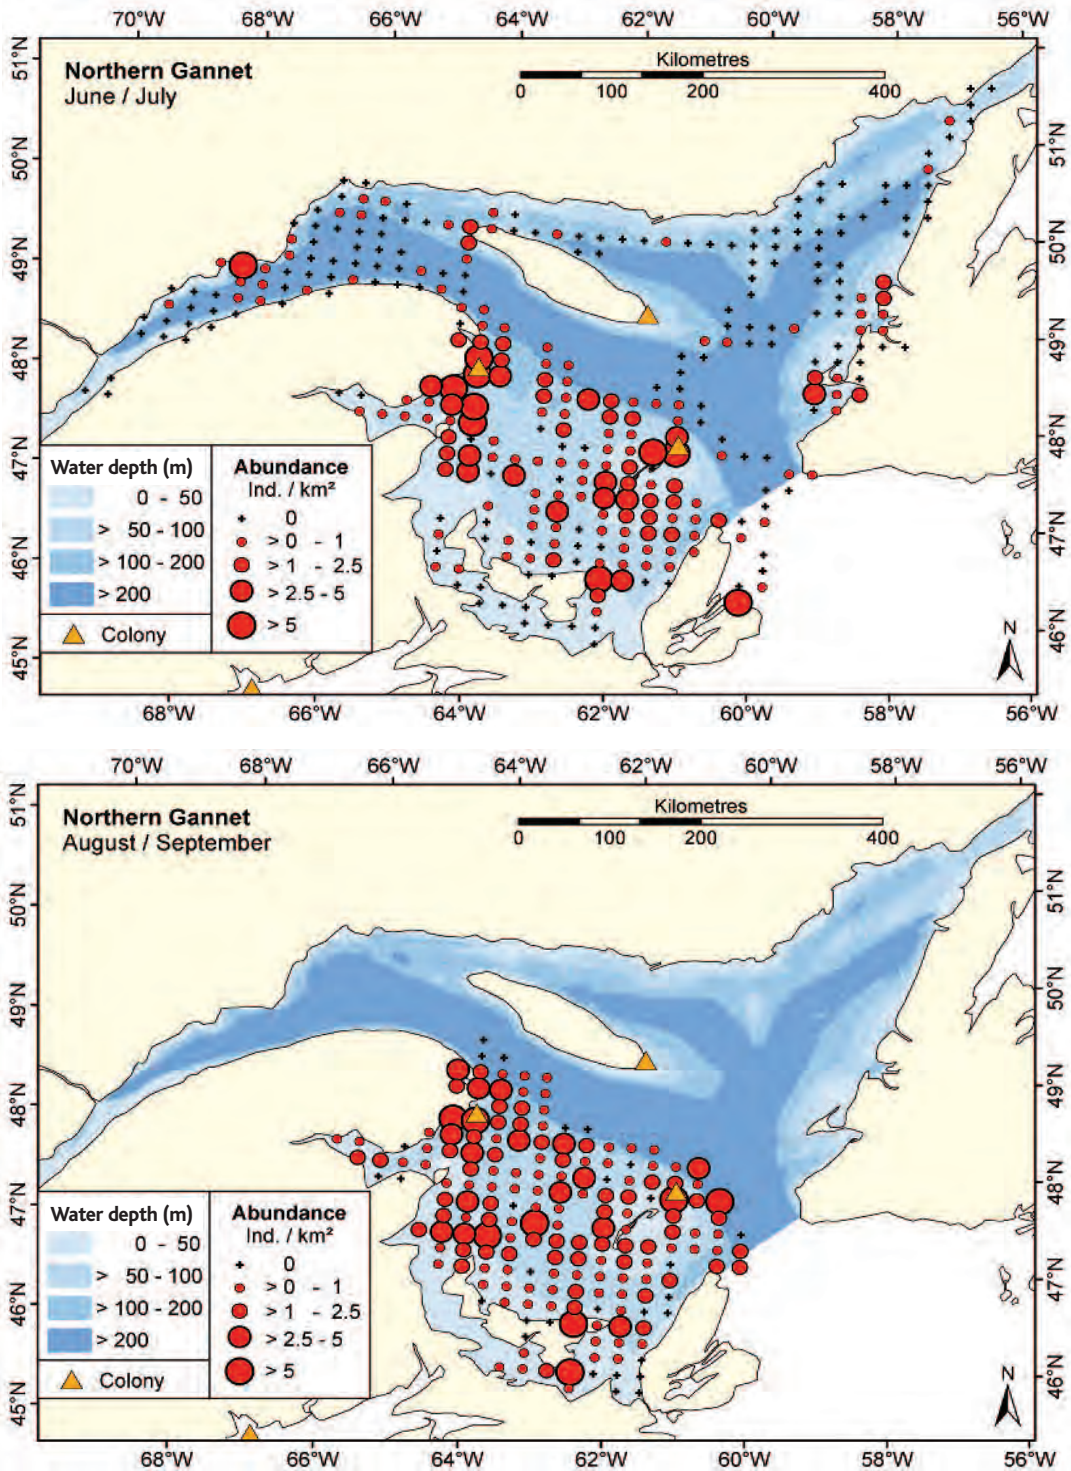 70°W 68°W 66°W 64°W 62°W 60°W 58°W 56°W
51°N
50°N
49°N
48°N
47°N
46°N
45°N
Northern Gannet
June / July
Kilometres
0 100 200 400
51°N
50°N
49°N
48°N
47°N
46°N
Water depth (m)
0 - 50
> 50 - 100
> 100 - 200
> 200
Colony
Abundance
Ind. / km²
0
> 0 - 1
> 1 - 2.5
> 2.5 - 5
> 5
N
68°W 66°W 64°W 62°W 60°W 58°W 56°W
70°W 68°W 66°W 64°W 62°W 60°W 58°W 56°W
51°N
50°N
49°N
48°N
47°N
46°N
45°N
Northern Gannet
August / September
Kilometres
0 100 200 400
51°N
50°N
49°N
48°N
47°N
46°N
Water depth (m)
0 - 50
> 50 - 100
> 100 - 200
> 200
Colony
Abundance
Ind. / km²
0
> 0 - 1
> 1 - 2.5
> 2.5 - 5
> 5
N
68°W 66°W 64°W 62°W 60°W 58°W 56°W